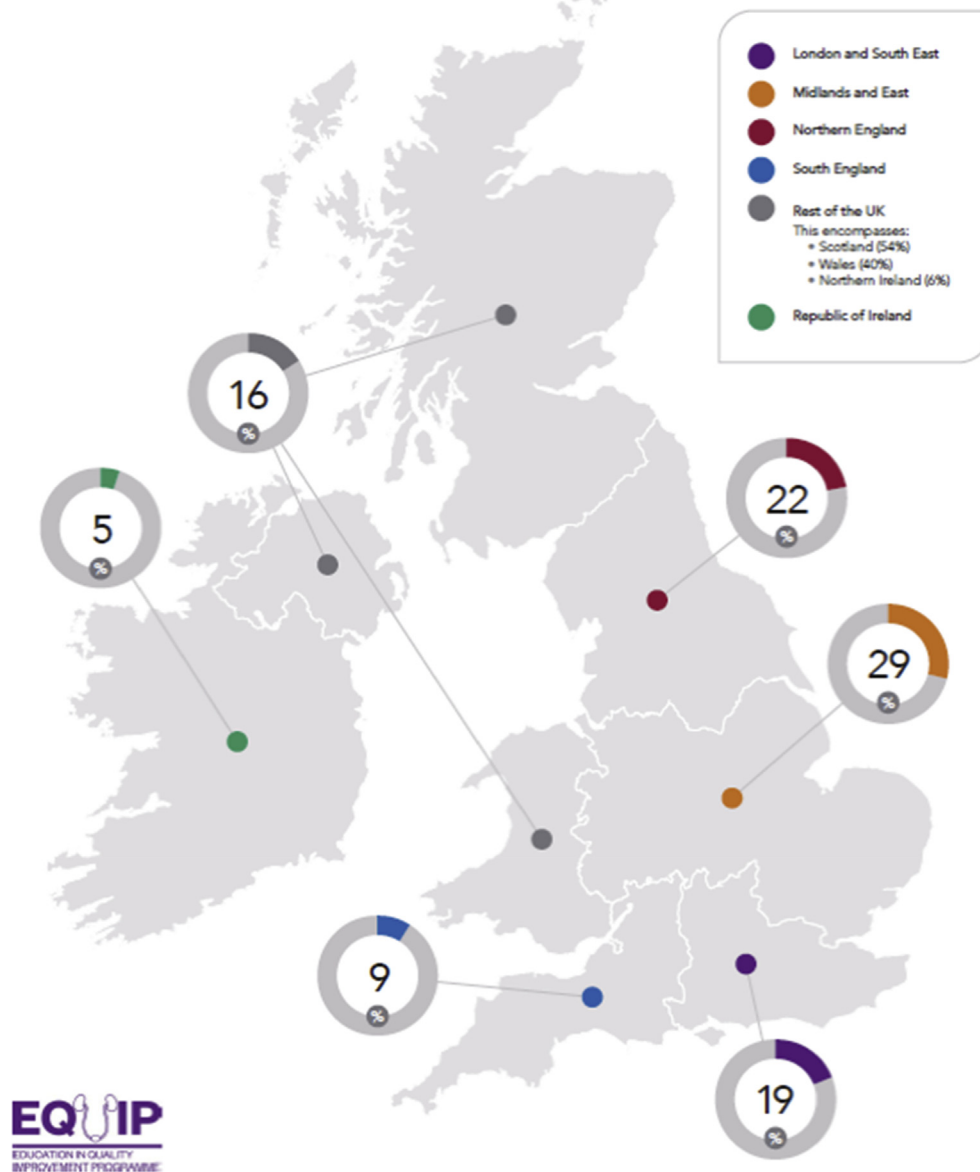 London and South East
Midlands and East
Northern England
South England
Rest of the UK
This encompasses:
• Scotland (54%)
• Wales (40%)
• Northern Ireland (6%)
Republic of Ireland
16
%
22
%
5
%
29
%
9
%
19
%
EQUIP
EDUCATION IN QUALITY
IMPROVEMENT PROGRAMME